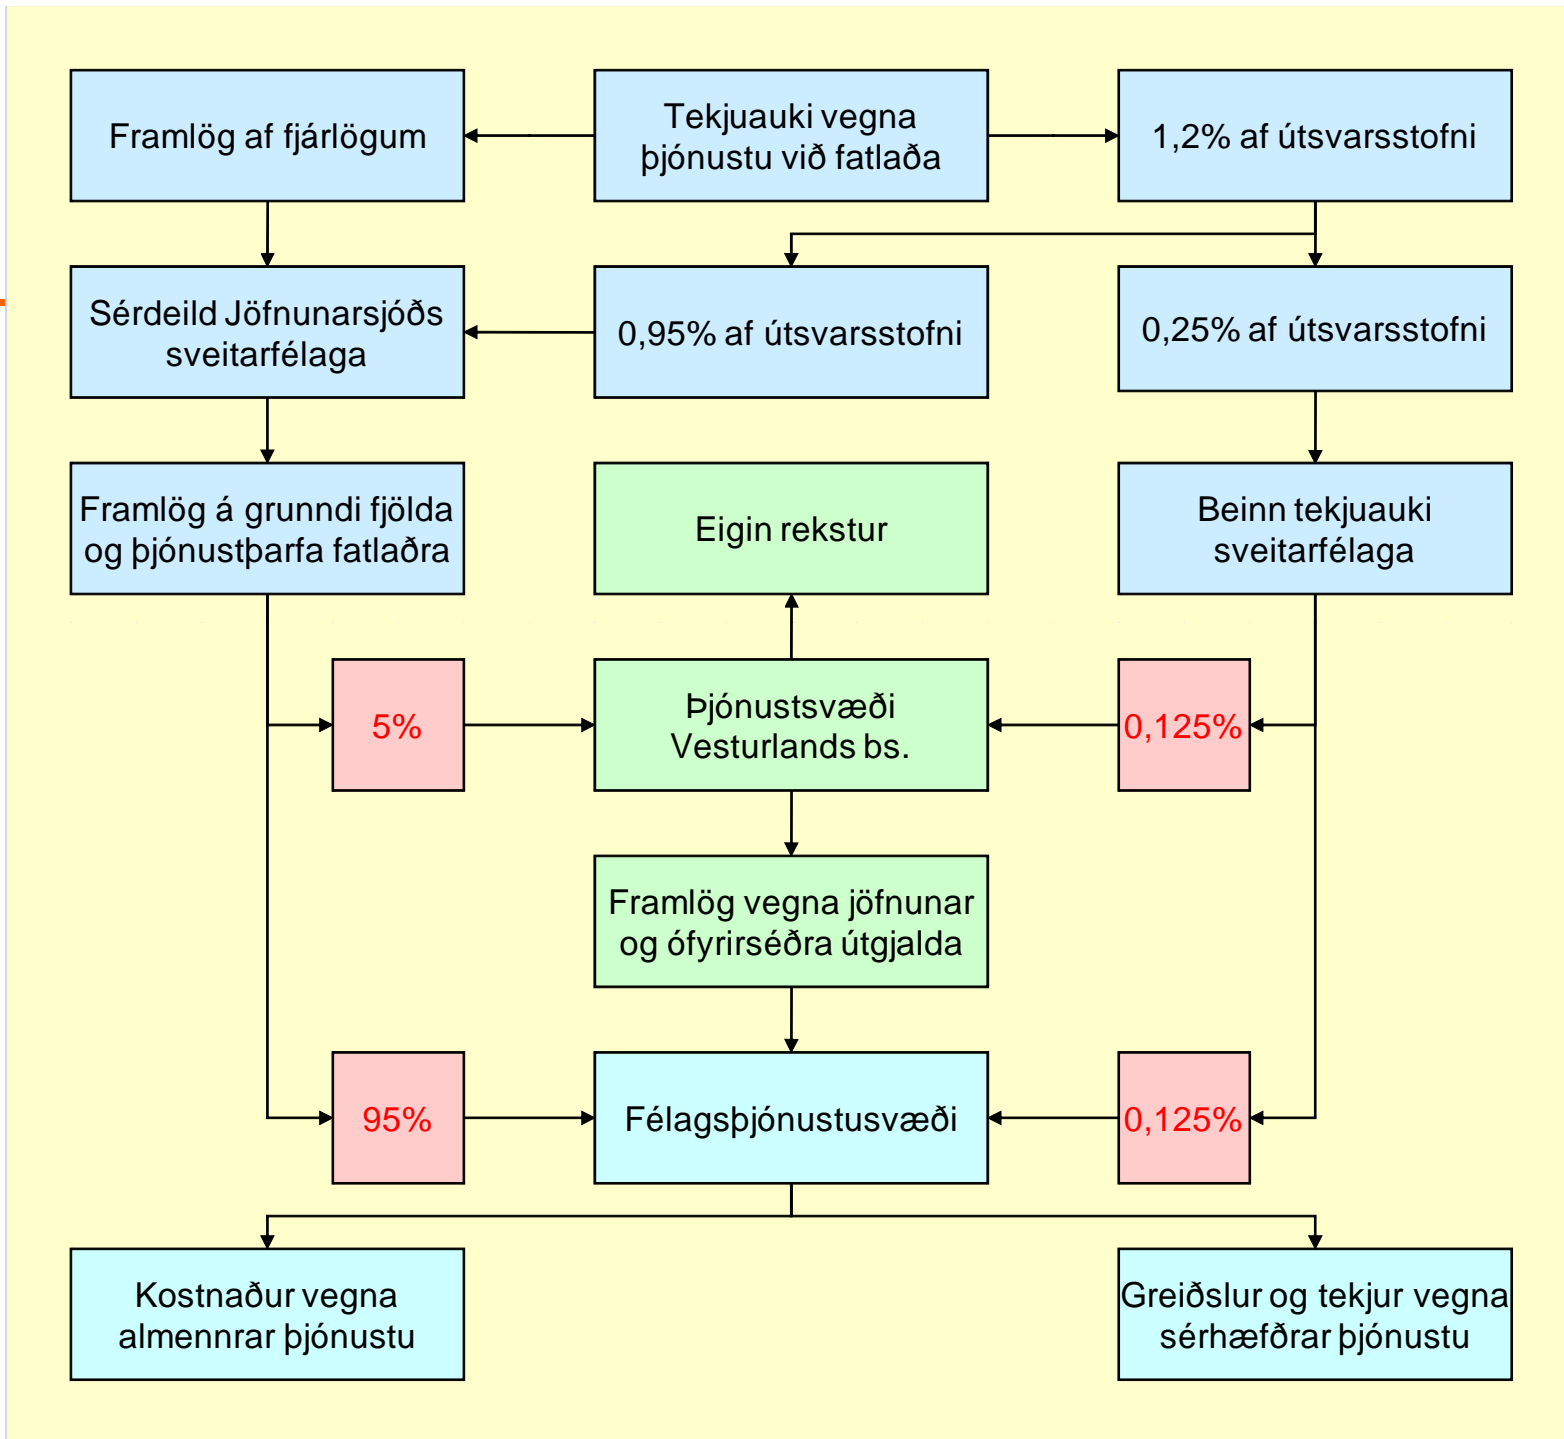 Framlög af fjárlögum
Tekjuauki vegna
þjónustu við fatlaða
1,2% af útsvarsstofni
Sérdeild Jöfnunarsjóðs
sveitarfélaga
0,95% af útsvarsstofni
0,25% af útsvarsstofni
Framlög á grunndi fjölda
og þjónustþarfa fatlaðra
Eigin rekstur
Beinn tekjuauki
sveitarfélaga
5%
Þjónustsvæði
Vesturlands bs.
0,125%
Framlög vegna jöfnunar
og ófyrirséðra útgjalda
95%
Félagsþjónustusvæði
0,125%
Kostnaður vegna
almennrar þjónustu
Greiðslur og tekjur vegna
sérhæfðrar þjónustu